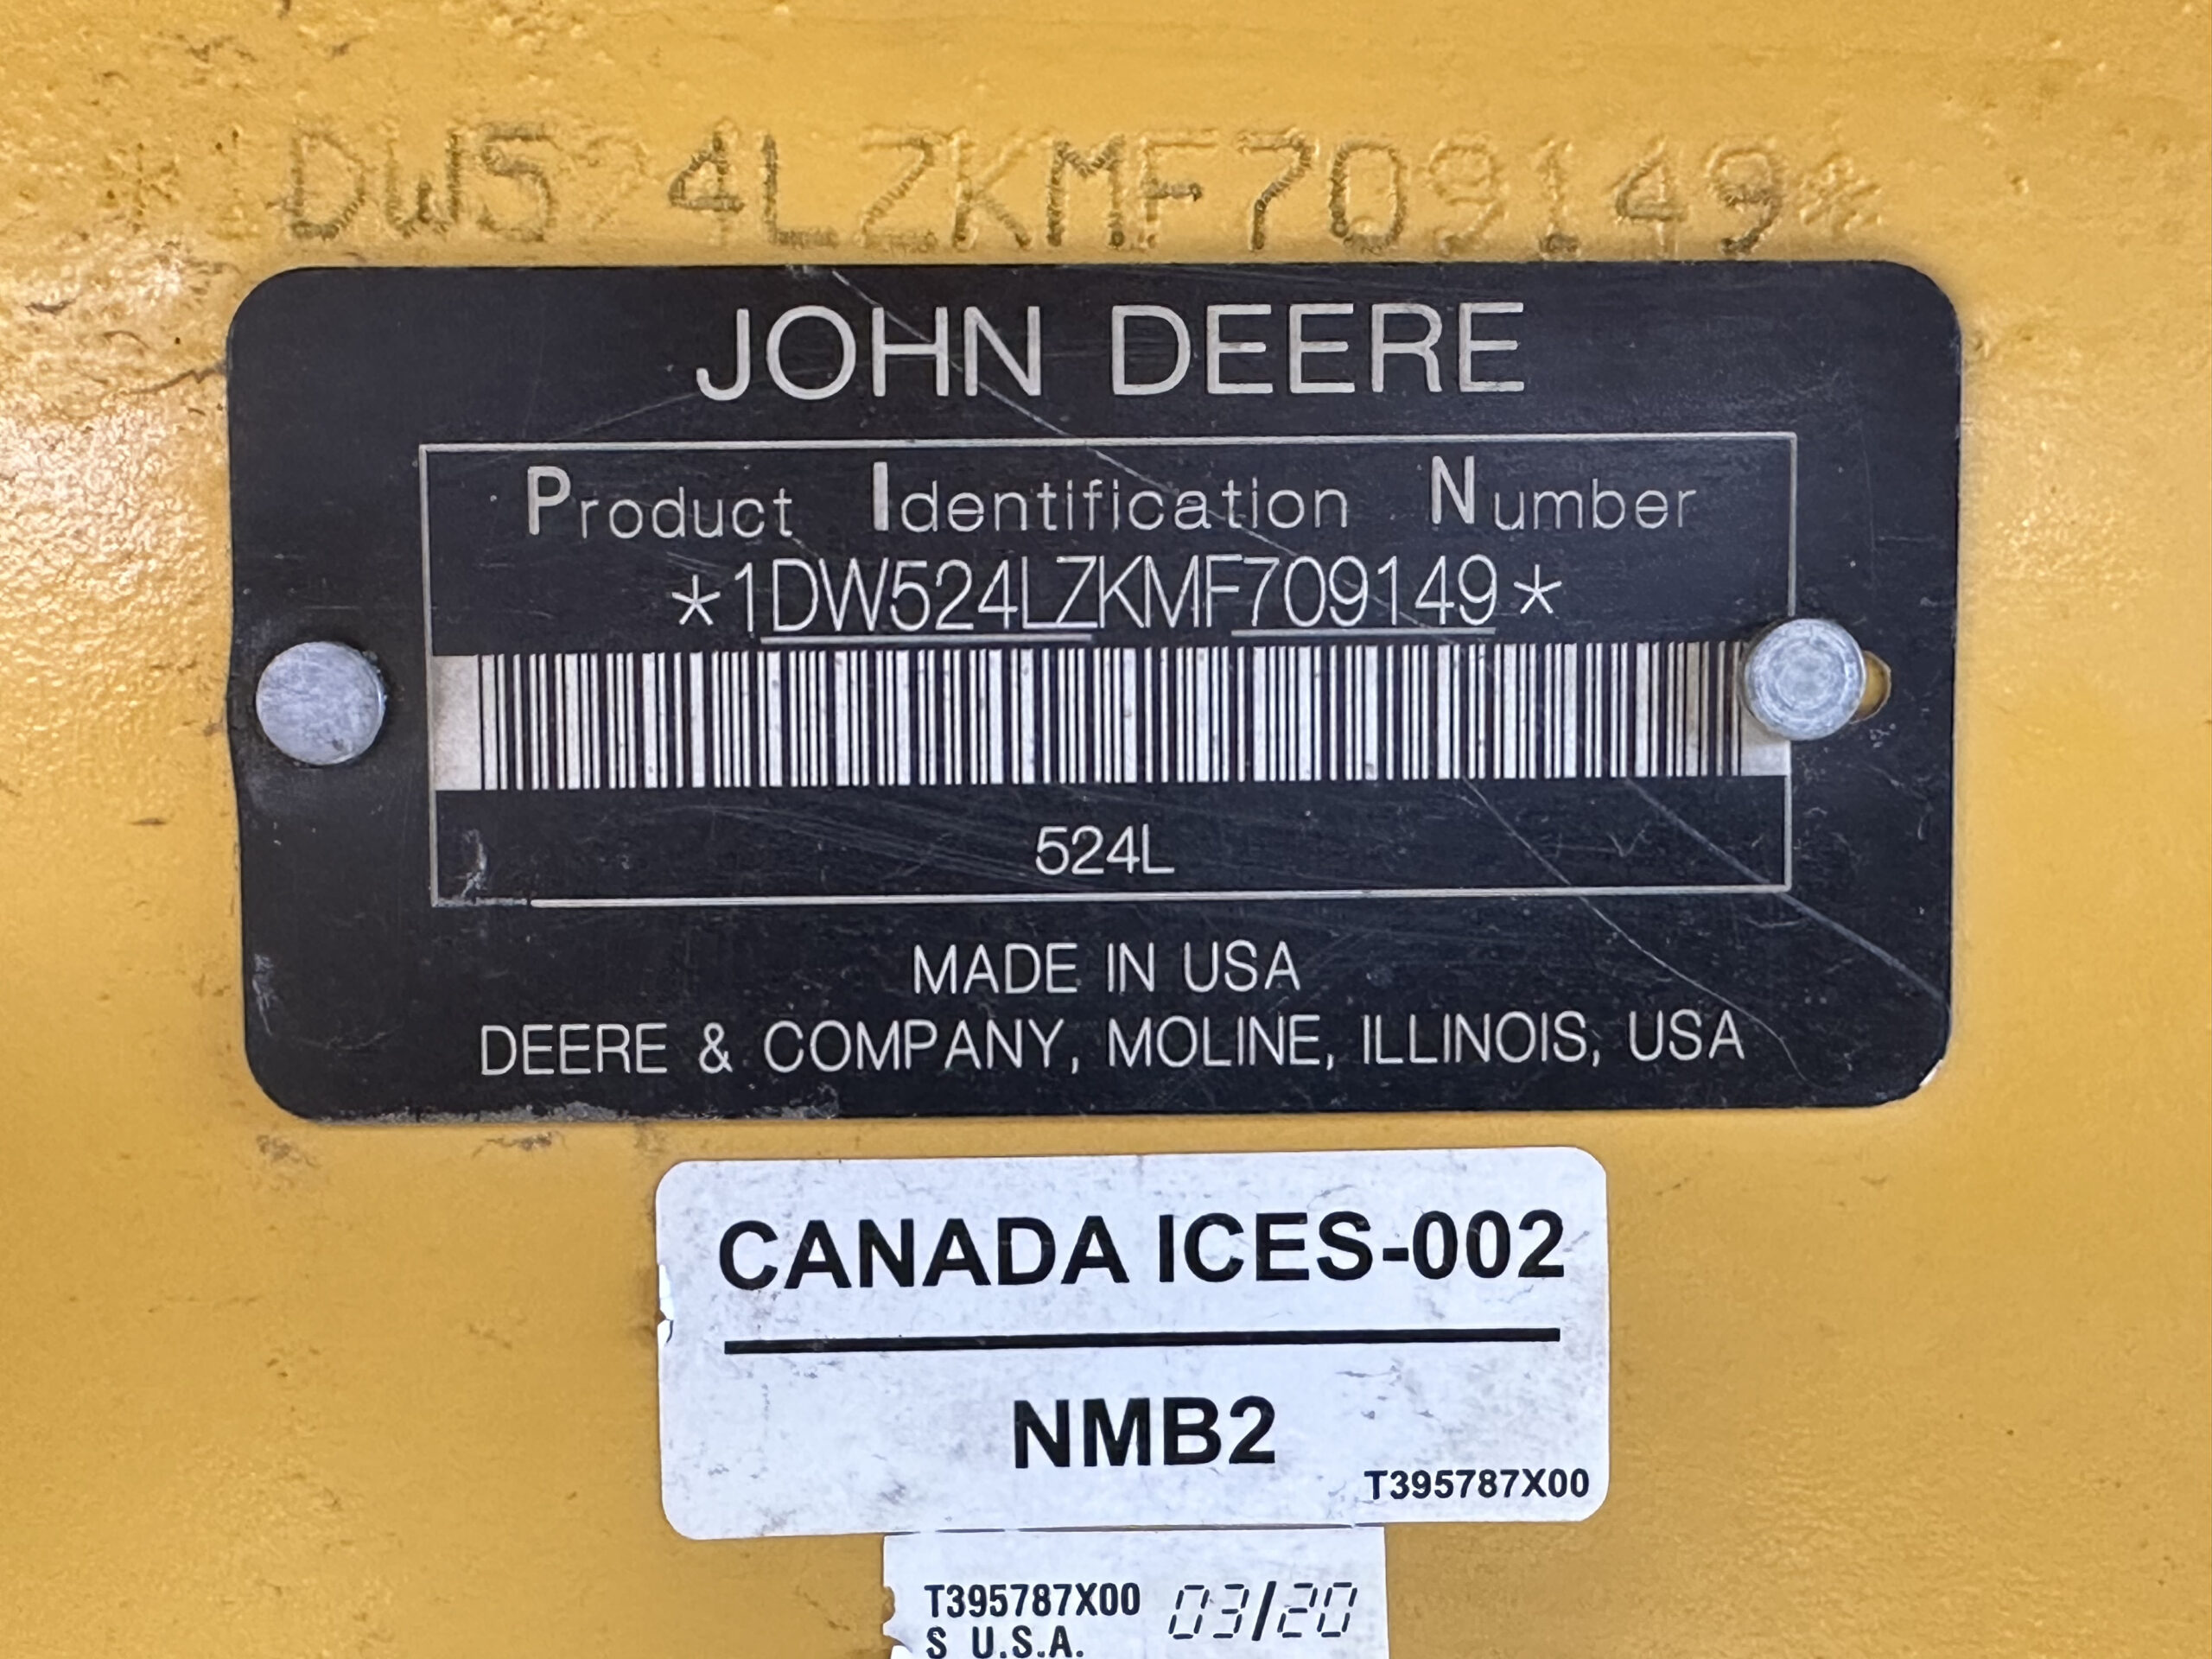 *1DW524LZKMF709149*
JOHN DEERE
Product Identification Number
*1DW524LZKMF709149*
524L
MADE IN USA
DEERE & COMPANY, MOLINE, ILLINOIS, USA
CANADA ICES-002
NMB2
T395787X00
T395787X00 03/20
S U.S.A.